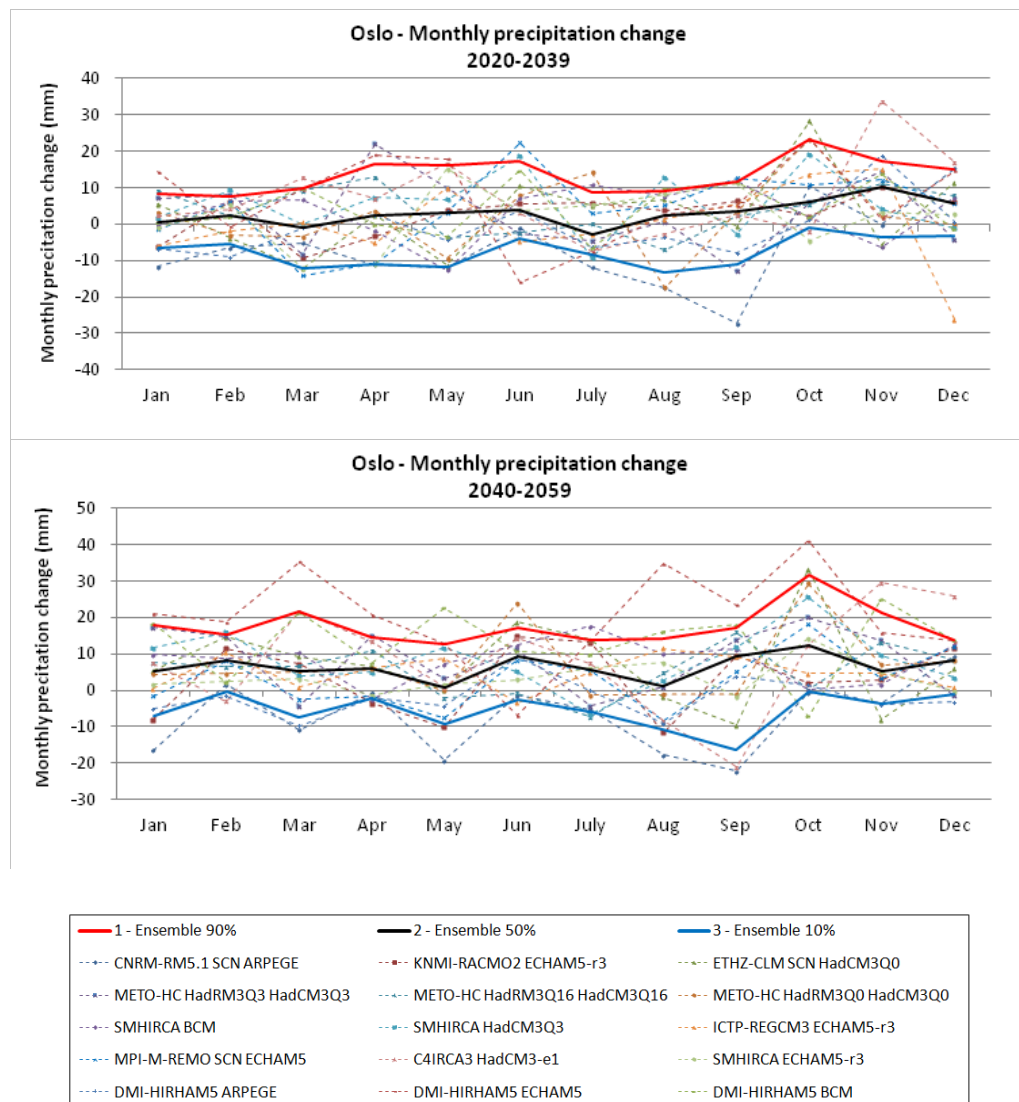 Oslo - Monthly precipitation change
2020-2039
Monthly precitation change (mm)
40
30
20
10
0
-10
-20
-30
-40
Jan Feb Mar Apr May Jun July Aug Sep Oct Nov Dec
Oslo - Monthly precipitation change
2040-2059
Monthly precitation change (mm)
50
40
30
20
10
0
-10
-20
-30
Jan Feb Mar Apr May Jun July Aug Sep Oct Nov Dec
1 - Ensemble 90% 2 - Ensemble 50% 3 - Ensemble 10%
CNRM-RM5.1 SCN ARPEGE KNMI-RACMO2 ECHAM5-r3 ETHZ-CLM SCN HadCM3Q0
METO-HC HadRM3Q3 HadCM3Q3 METO-HC HadRM3Q16 HadCM3Q16 METO-HC HadRM3Q0 HadCM3Q0
SMHIRCA BCM SMHIRCA HadCM3Q3 ICTP-REGCM3 ECHAM5-r3
MPI-M-REMO SCN ECHAM5 C4IRCA3 HadCM3-e1 SMHIRCA ECHAM5-r3
DMI-HIRHAM5 ARPEGE DMI-HIRHAM5 ECHAM5 DMI-HIRHAM5 BCM